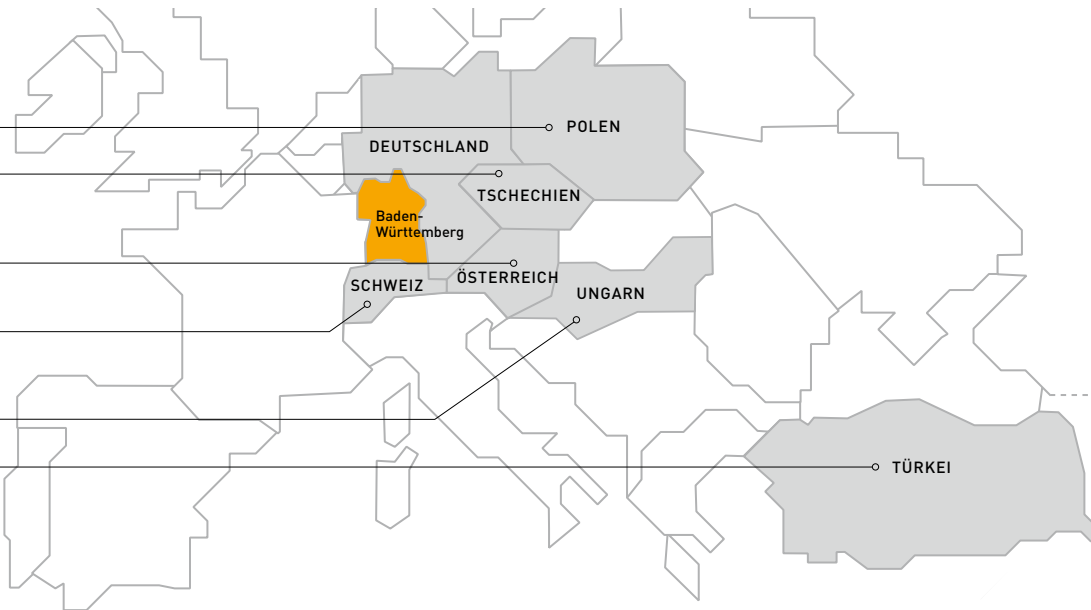 POLEN
DEUTSCHLAND
TSCHECHIEN
Baden-
Württemberg
ÖSTERREICH
SCHWEIZ
UNGARN
TÜRKEI